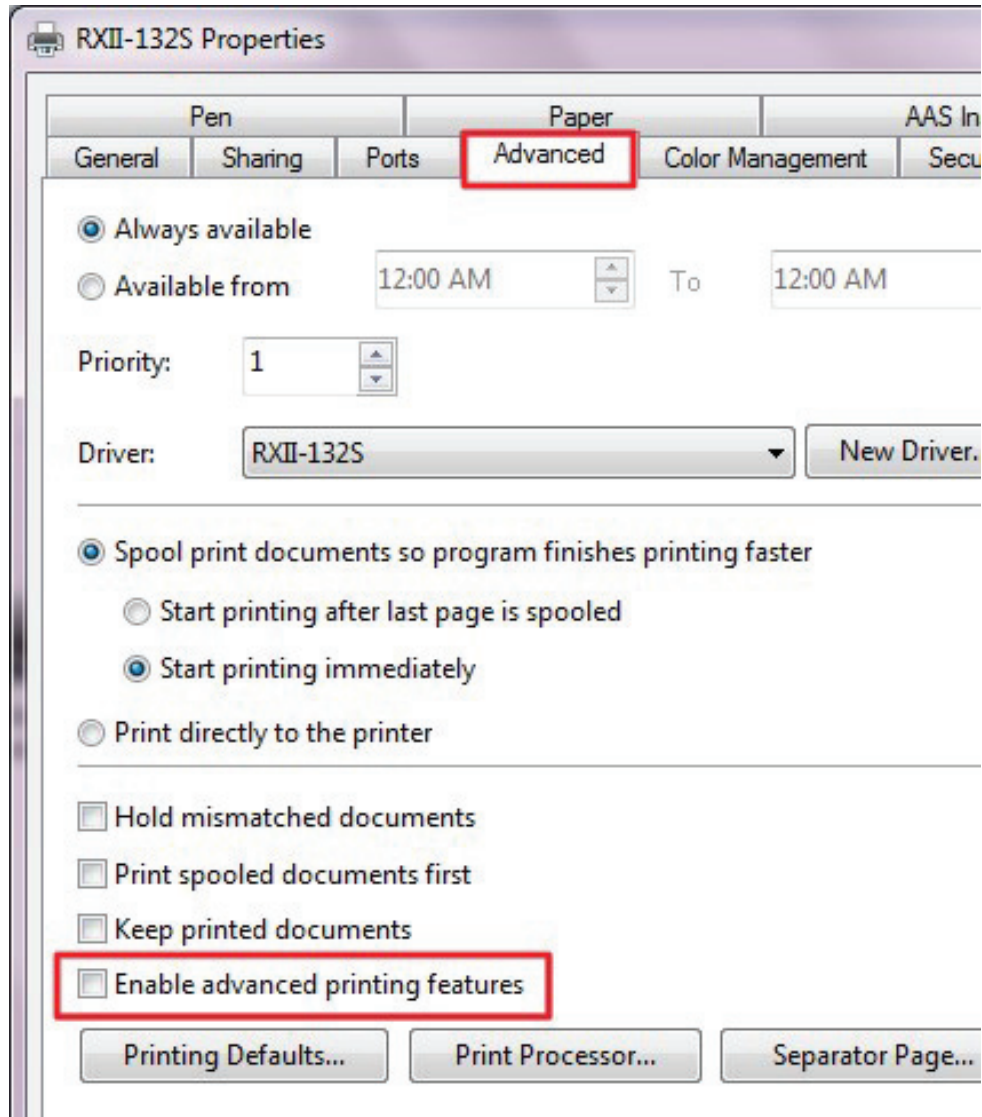 RXII-132S Properties
Pen Paper AAS In
General Sharing Ports Advanced Color Management Secu
Always available
Available from 12:00 AM To 12:00 AM
Priority: 1
Driver: RXII-132S New Driver.
Spool print documents so program finishes printing faster
Start printing after last page is spooled
Start printing immediately
Print directly to the printer
Hold mismatched documents
Print spooled documents first
Keep printed documents
Enable advanced printing features
Printing Defaults... Print Processor... Separator Page...